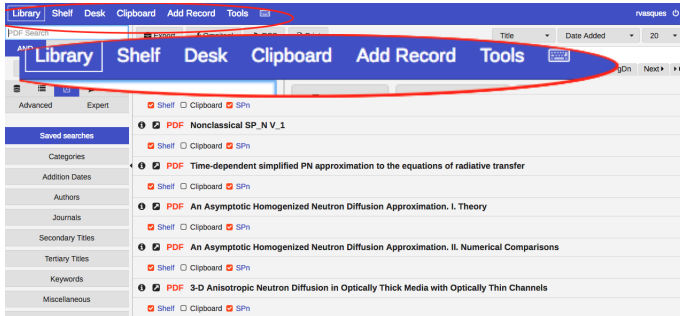 Library Shelf Desk Clipboard Add Record Tools rvasques
PDF Search Title Date Added 20
Library Shelf Desk Clipboard Add Record Tools
gDn Next
Advanced Expert
Shelf Clipboard SPn
Saved searches
PDF Nonclassical SP_N V_1
Categories
Shelf Clipboard SPn
Addition Dates
PDF Time-dependent simplified PN approximation to the equations of radiative transfer
Authors
Shelf Clipboard SPn
Journals
PDF An Asymptotic Homogenized Neutron Diffusion Approximation. I. Theory
Secondary Titles
Shelf Clipboard SPn
Tertiary Titles
PDF An Asymptotic Homogenized Neutron Diffusion Approximation. II. Numerical Comparisons
Keywords
Shelf Clipboard SPn
Miscellaneous
PDF 3-D Anisotropic Neutron Diffusion in Optically Thick Media with Optically Thin Channels
Shelf Clipboard SPn